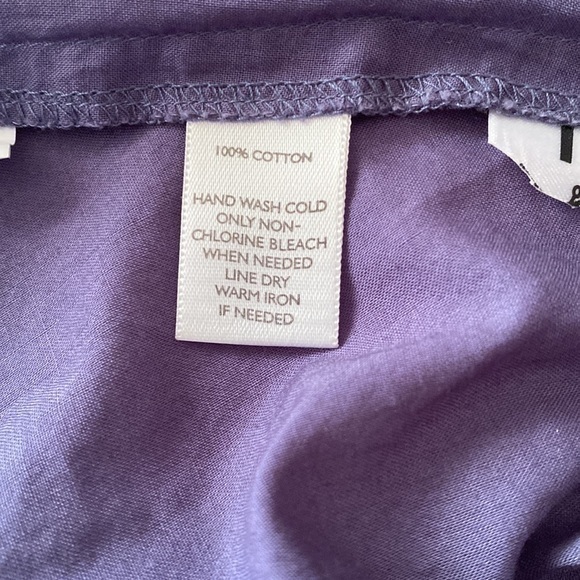 100% COTTON
HAND WASH COLD
ONLY NON-
CHLORINE BLEACH
WHEN NEEDED
LINE DRY
WARM IRON
IF NEEDED